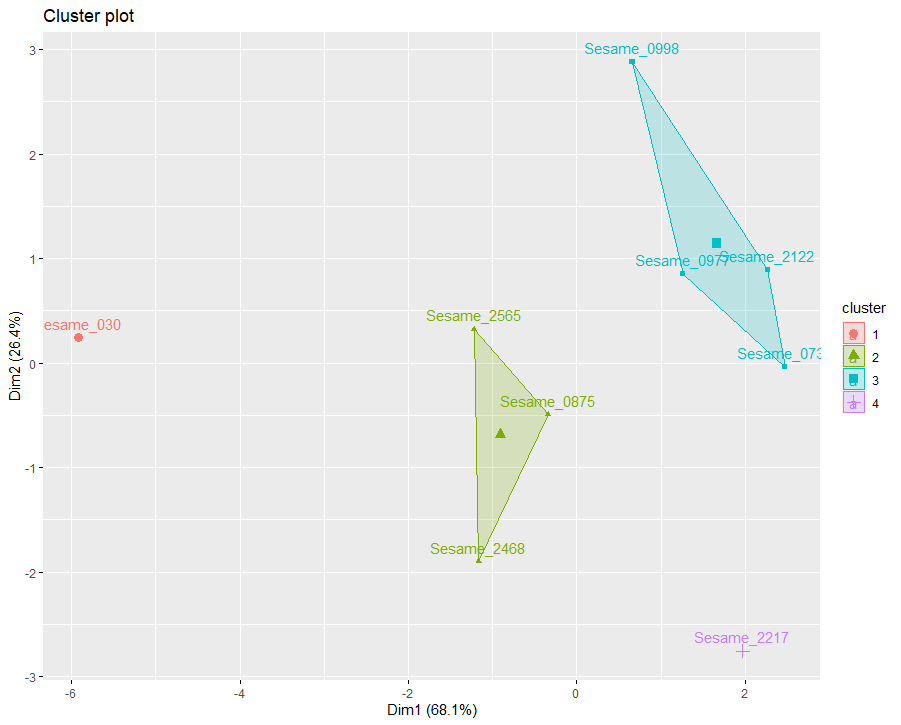 Cluster plot
Sesame_0998
Sesame_0977
Sesame_2122
Sesame_073
esame_030
Sesame_2565
Sesame_0875
Sesame_2468
Sesame_2217
3
2
1
0
-1
-2
-3
Dim2 (26.4%)
-6
-4
-2
0
2
Dim1 (68.1%)
cluster
a 1
a 2
a 3
a 4